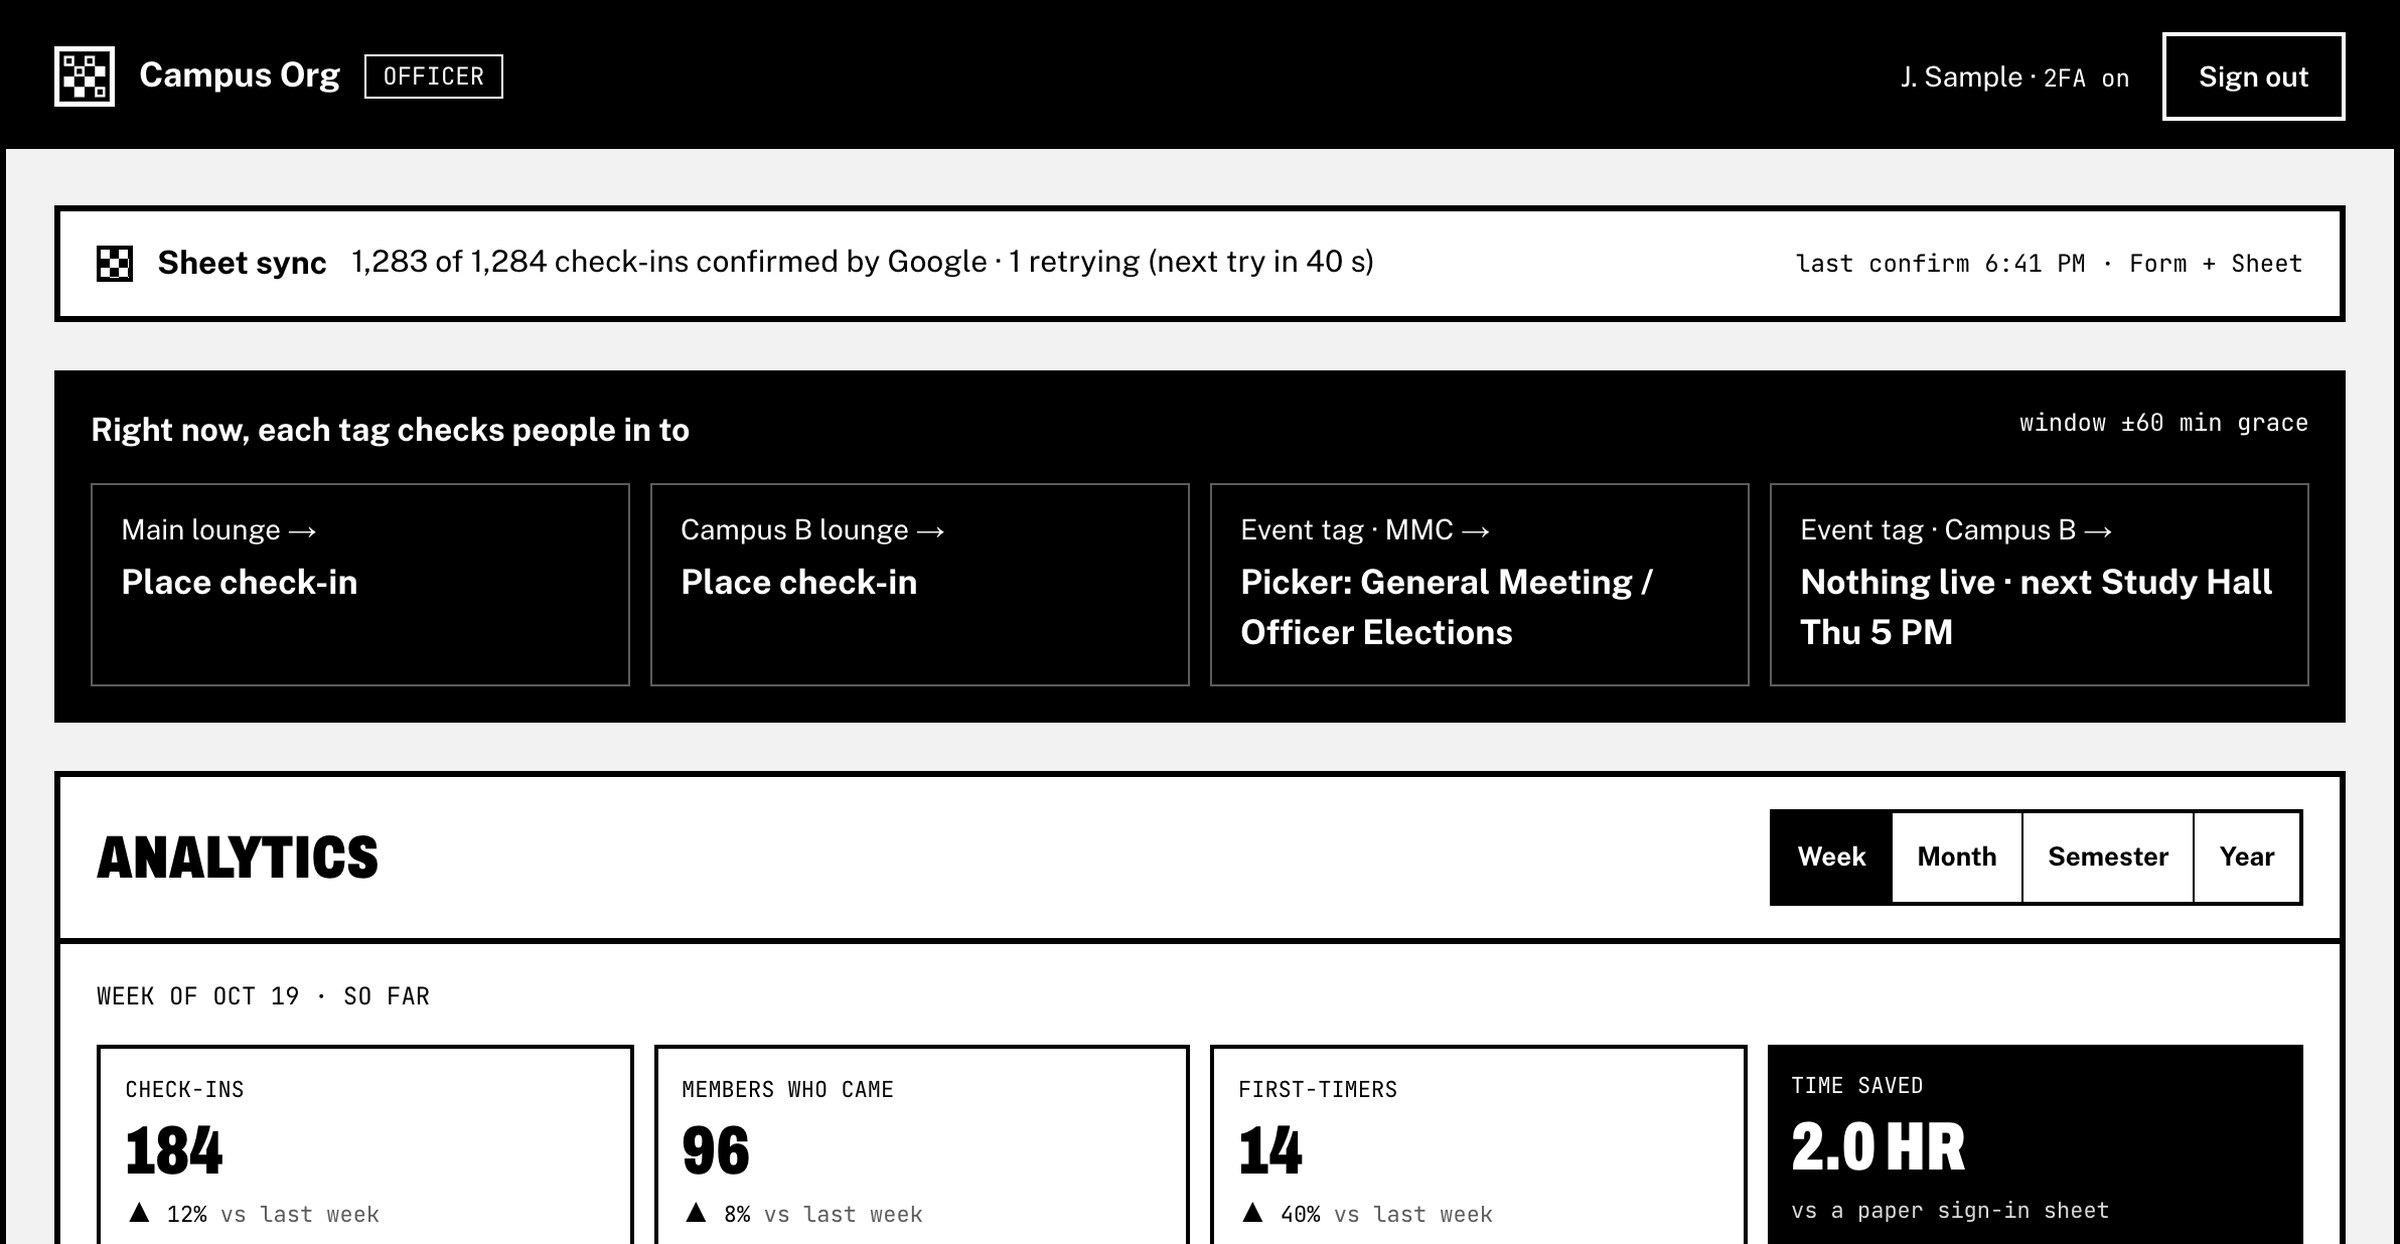 Campus Org OFFICER J. Sample · 2FA on Sign out
Sheet sync 1,283 of 1,284 check-ins confirmed by Google · 1 retrying (next try in 40 s) last confirm 6:41 PM · Form + Sheet
Right now, each tag checks people in to window ±60 min grace
Main lounge →
Place check-in
Campus B lounge →
Place check-in
Event tag · MMC →
Picker: General Meeting /
Officer Elections
Event tag · Campus B →
Nothing live · next Study Hall
Thu 5 PM
ANALYTICS Week Month Semester Year
WEEK OF OCT 19 · SO FAR
CHECK-INS
184
▲ 12% vs last week
MEMBERS WHO CAME
96
▲ 8% vs last week
FIRST-TIMERS
14
▲ 40% vs last week
TIME SAVED
2.0 HR
vs a paper sign-in sheet